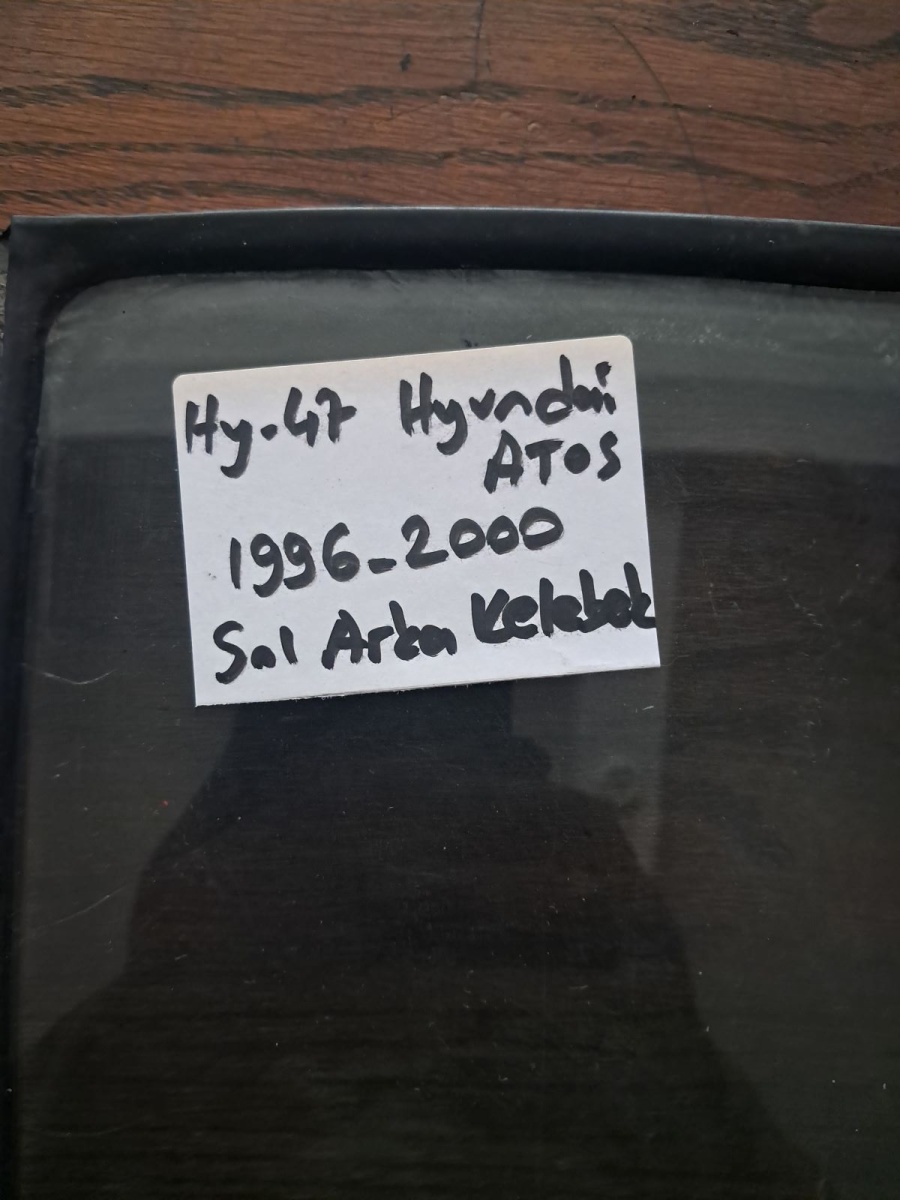 Hy.47 Hyundai
ATOS
1996-2000
Sol Arka Kelebek